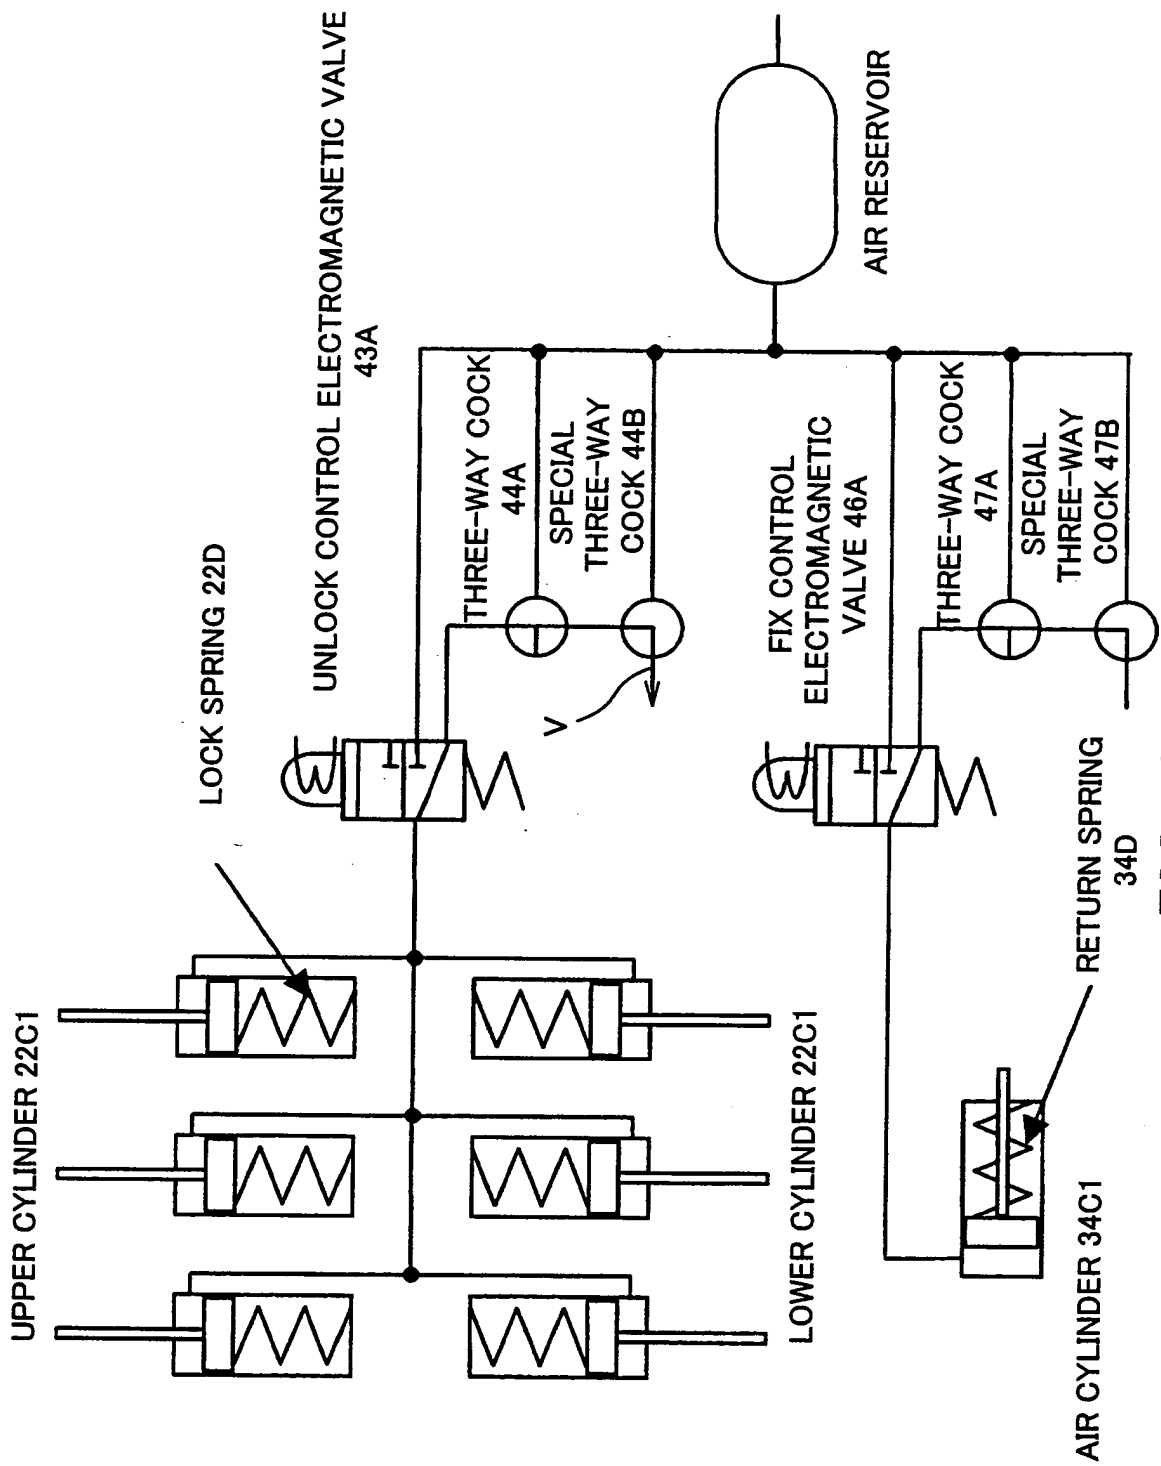 UPPER CYLINDER 22C1
LOCK SPRING 22D
UNLOCK CONTROL ELECTROMAGNETIC VALVE
43A
THREE-WAY COCK
44A
SPECIAL
THREE-WAY
COCK 44B
V
AIR RESERVOIR
LOWER CYLINDER 22C1
FIX CONTROL
ELECTROMAGNETIC
VALVE 46A
THREE-WAY COCK
47A
SPECIAL
THREE-WAY
COCK 47B
AIR CYLINDER 34C1
RETURN SPRING
34D